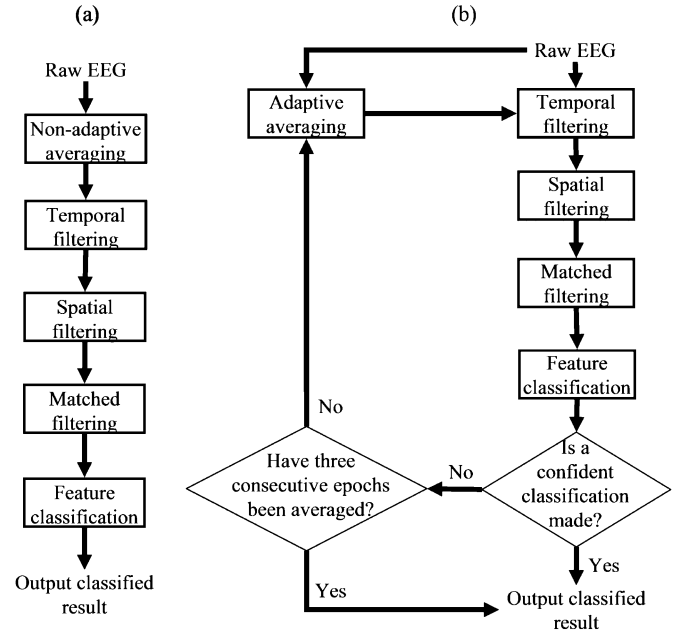 (a)
Raw EEG
Non-adaptive
averaging
Temporal
filtering
Spatial
filtering
Matched
filtering
Feature
classification
Output classified
result
(b)
Raw EEG
Adaptive
averaging
Temporal
filtering
Spatial
filtering
Matched
filtering
Feature
classification
Is a
confident
classification
made?
No
Have three
consecutive epochs
been averaged?
No
Yes
Yes
Output classified
result